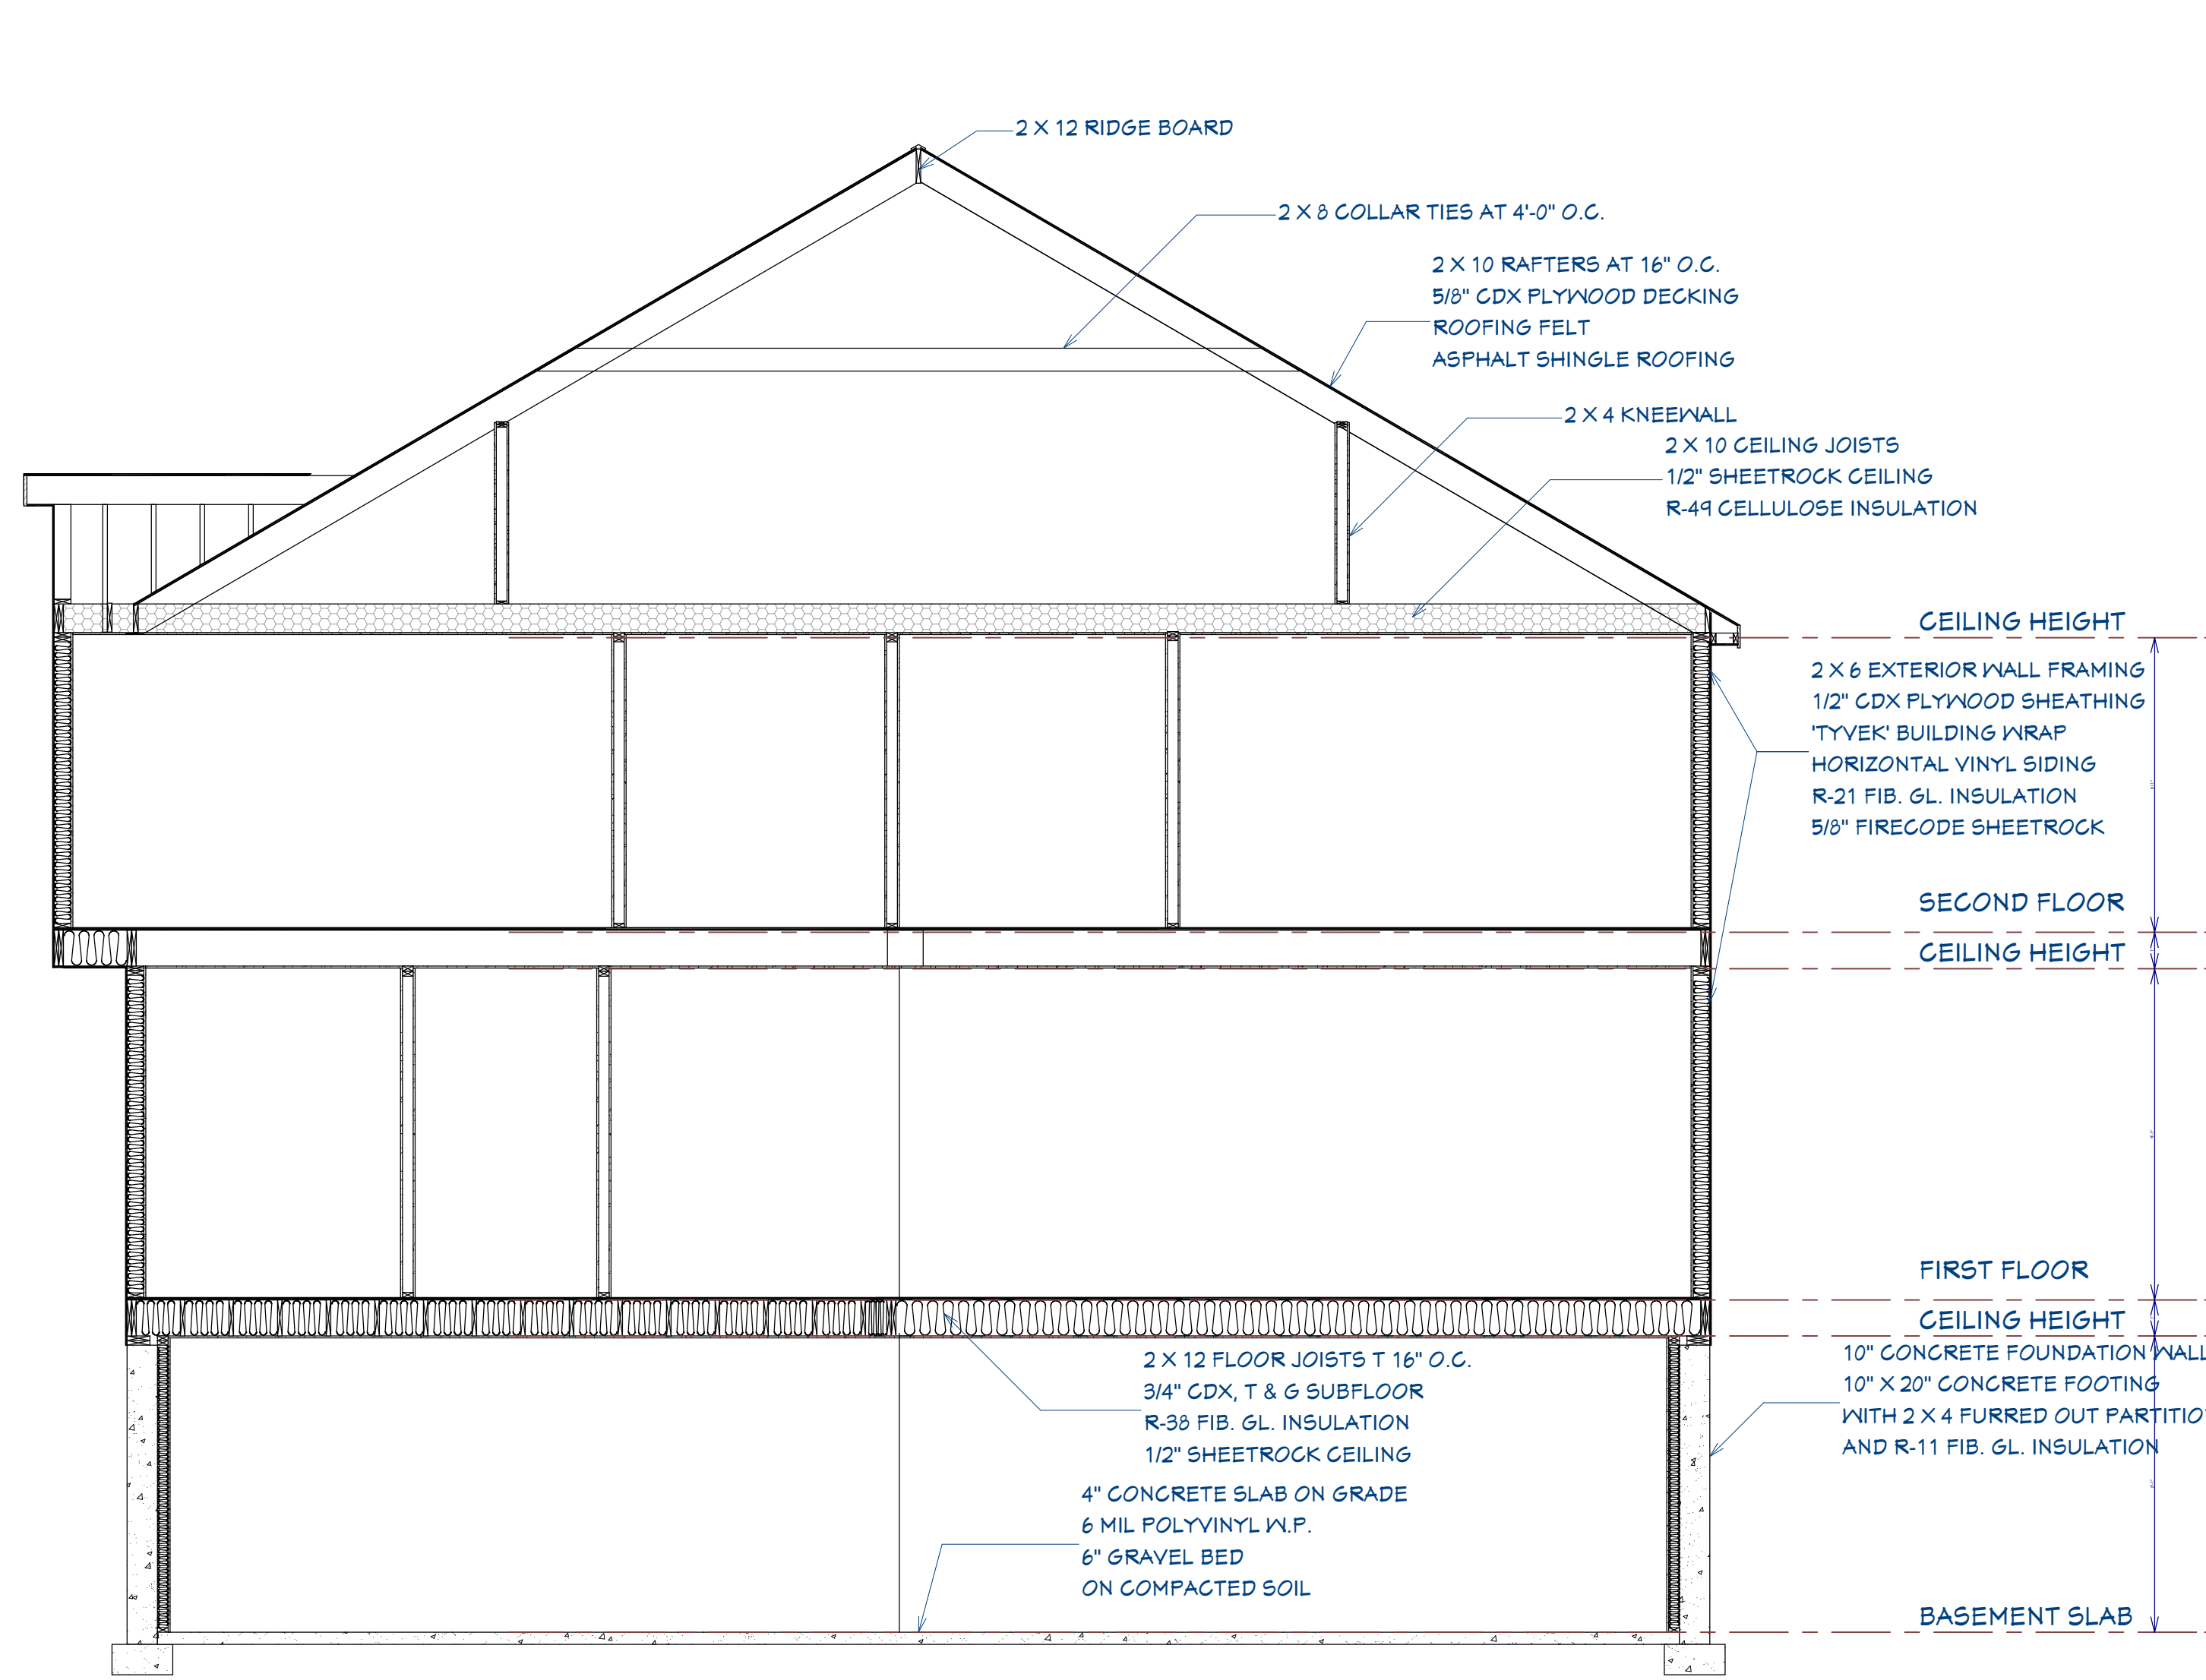 2 X 12 RIDGE BOARD
2 X 8 COLLAR TIES AT 4'-0" O.C.
2 X 10 RAFTERS AT 16" O.C.
5/8" CDX PLYWOOD DECKING
ROOFING FELT
ASPHALT SHINGLE ROOFING
2 X 4 KNEEWALL
2 X 10 CEILING JOISTS
1/2" SHEETROCK CEILING
R-49 CELLULOSE INSULATION
CEILING HEIGHT
2 X 6 EXTERIOR WALL FRAMING
1/2" CDX PLYWOOD SHEATHING
'TYVEK' BUILDING WRAP
HORIZONTAL VINYL SIDING
R-21 FIB. GL. INSULATION
5/8" FIRECODE SHEETROCK
SECOND FLOOR
CEILING HEIGHT
FIRST FLOOR
CEILING HEIGHT
10" CONCRETE FOUNDATION WALL
10" X 20" CONCRETE FOOTING
WITH 2 X 4 FURRED OUT PARTITIO
AND R-11 FIB. GL. INSULATION
2 X 12 FLOOR JOISTS T 16" O.C.
3/4" CDX, T & G SUBFLOOR
R-38 FIB. GL. INSULATION
1/2" SHEETROCK CEILING
4" CONCRETE SLAB ON GRADE
6 MIL POLYVINYL W.P.
6" GRAVEL BED
ON COMPACTED SOIL
BASEMENT SLAB